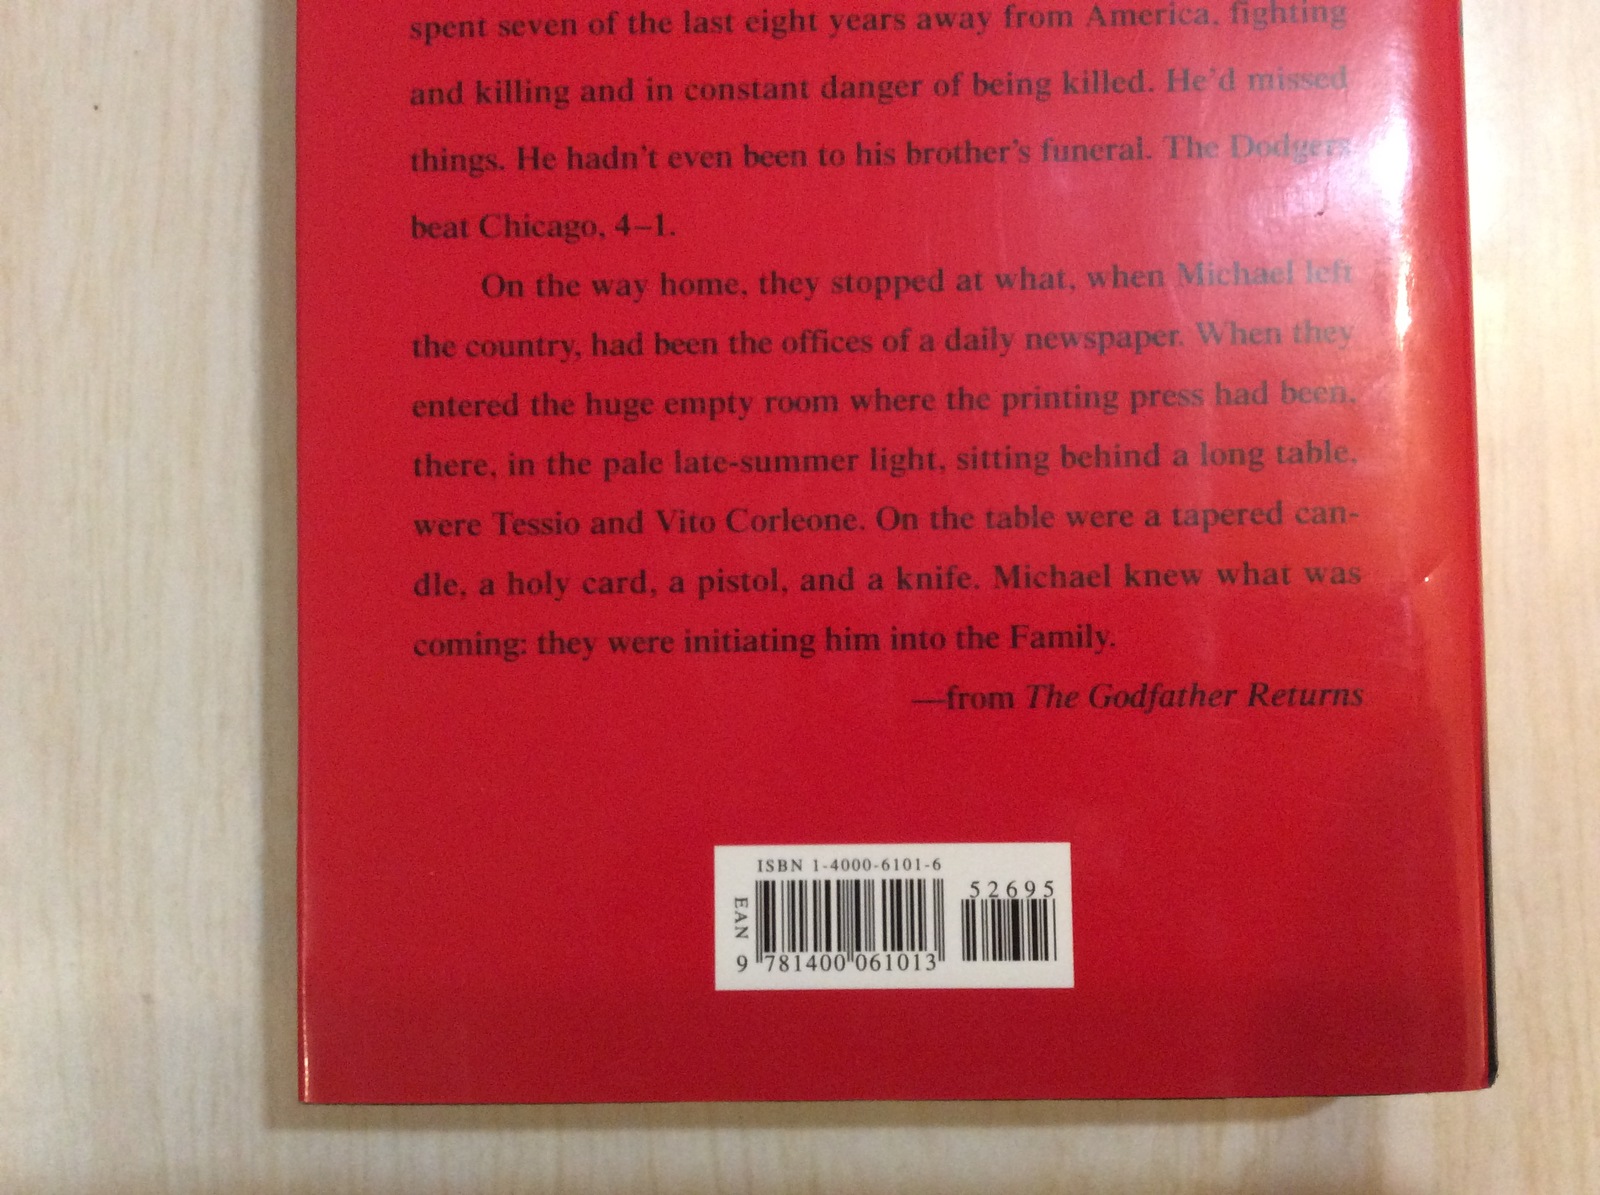 spent seven of the last eight years away from America, fighting
and killing and in constant danger of being killed. He'd missed
things. He hadn't even been to his brother's funeral. The Dodgers
beat Chicago, 4–1.
On the way home, they stopped at what, when Michael left
the country, had been the offices of a daily newspaper. When they
entered the huge empty room where the printing press had been,
there, in the pale late-summer light, sitting behind a long table,
were Tessio and Vito Corleone. On the table were a tapered can-
dle, a holy card, a pistol, and a knife. Michael knew what was
coming: they were initiating him into the Family.
—from The Godfather Returns
ISBN 1-4000-6101-6
52695
EAN
9 781400 061013